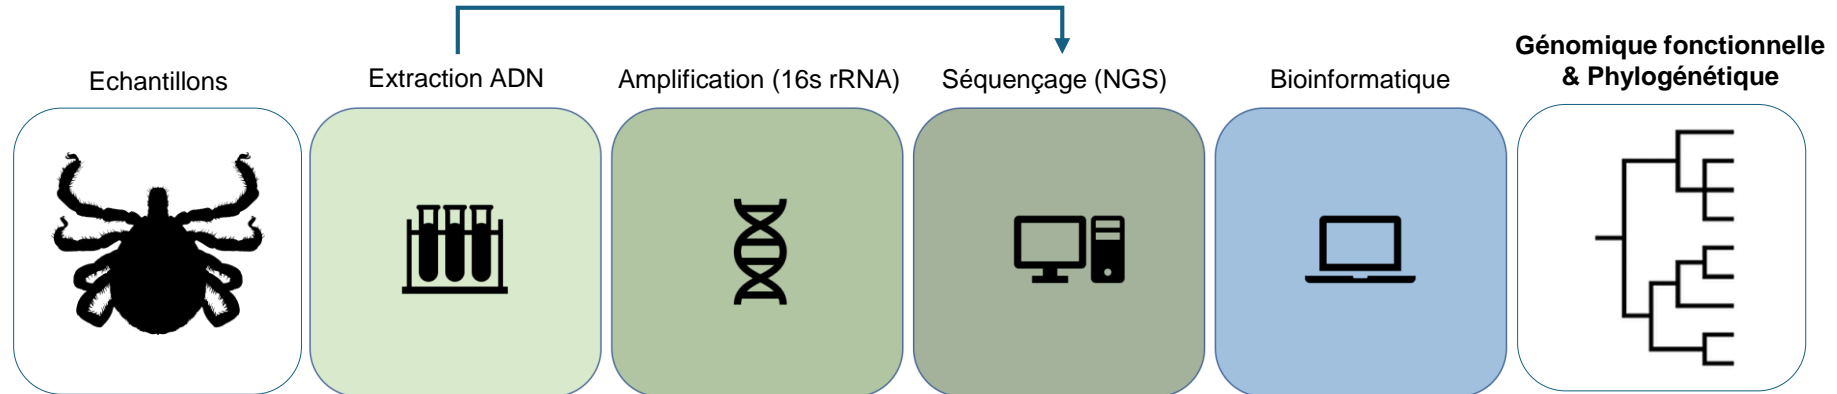 Echantillons
Extraction ADN
Amplification (16s rRNA)
Séquençage (NGS)
Bioinformatique
Génomique fonctionnelle
& Phylogénétique